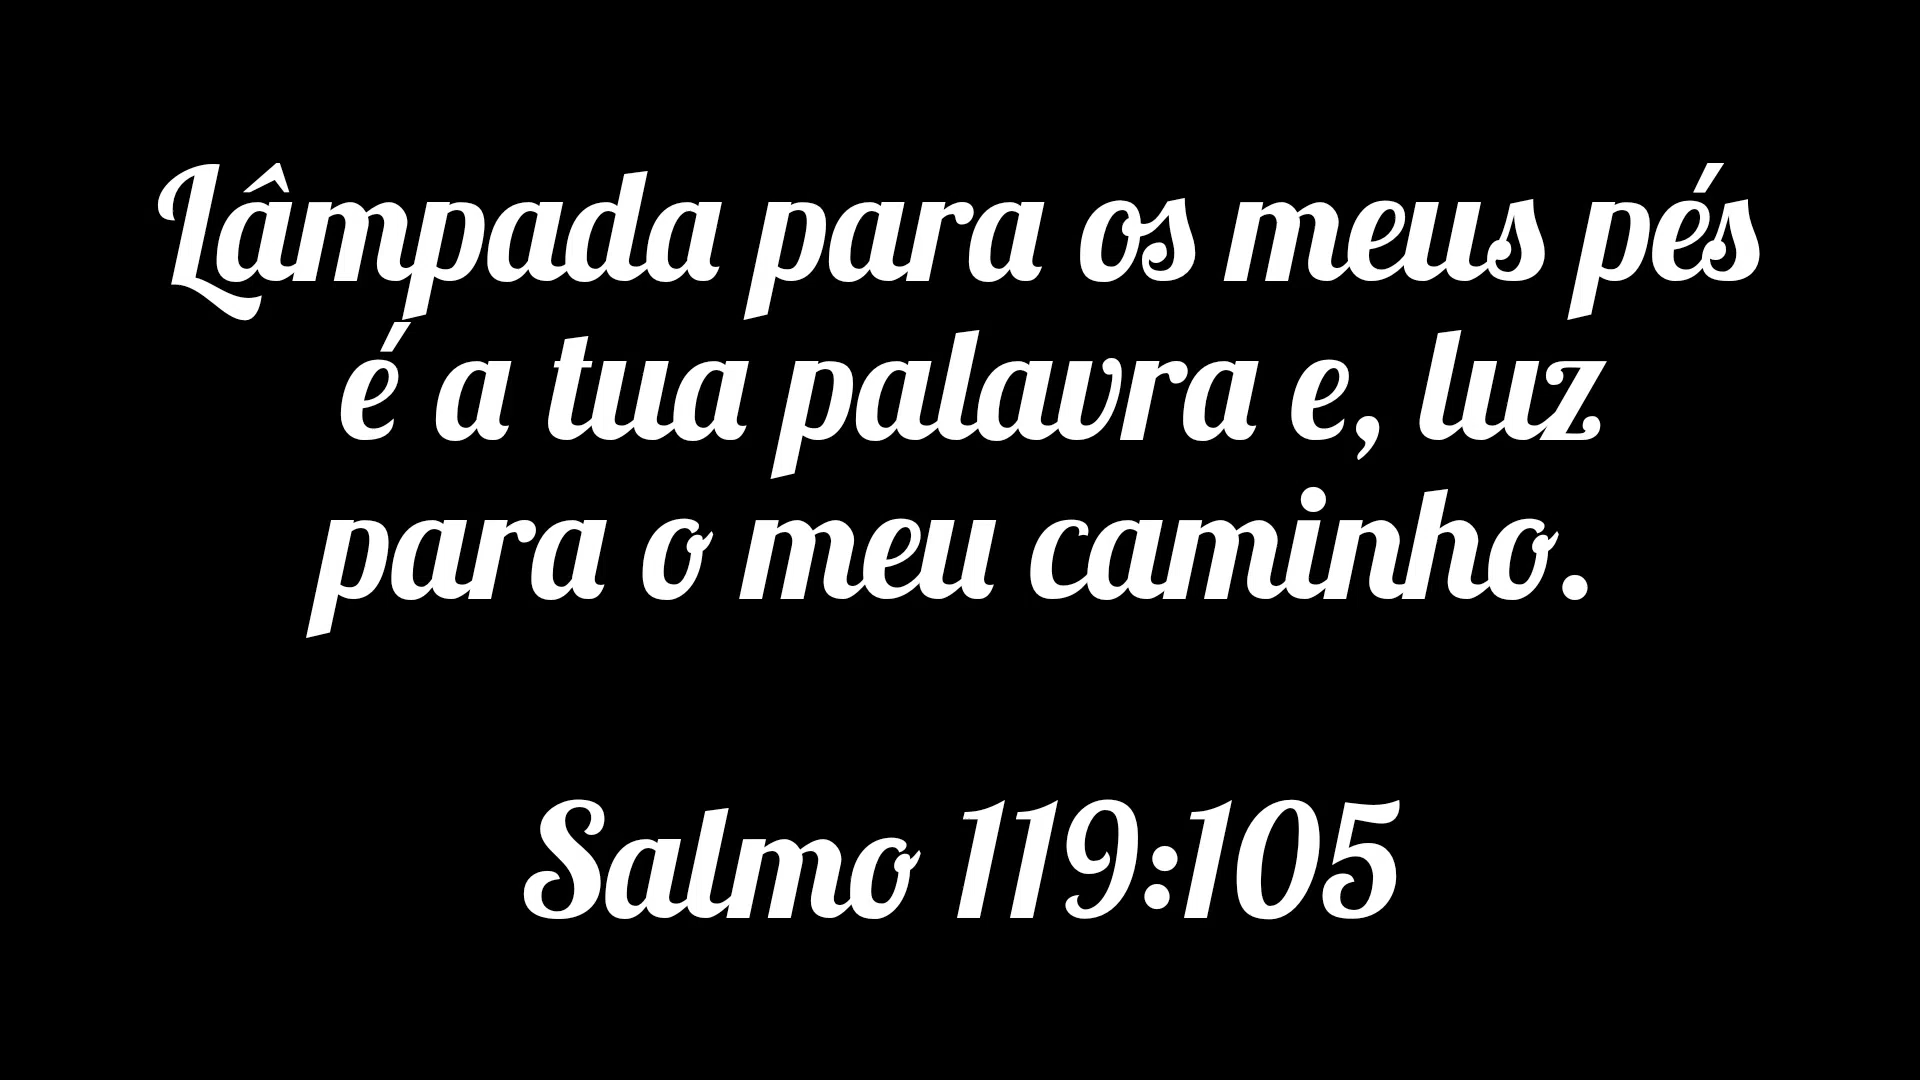 Lâmpada para os meus pés
é a tua palavra e, luz
para o meu caminho.
Salmo 119:105